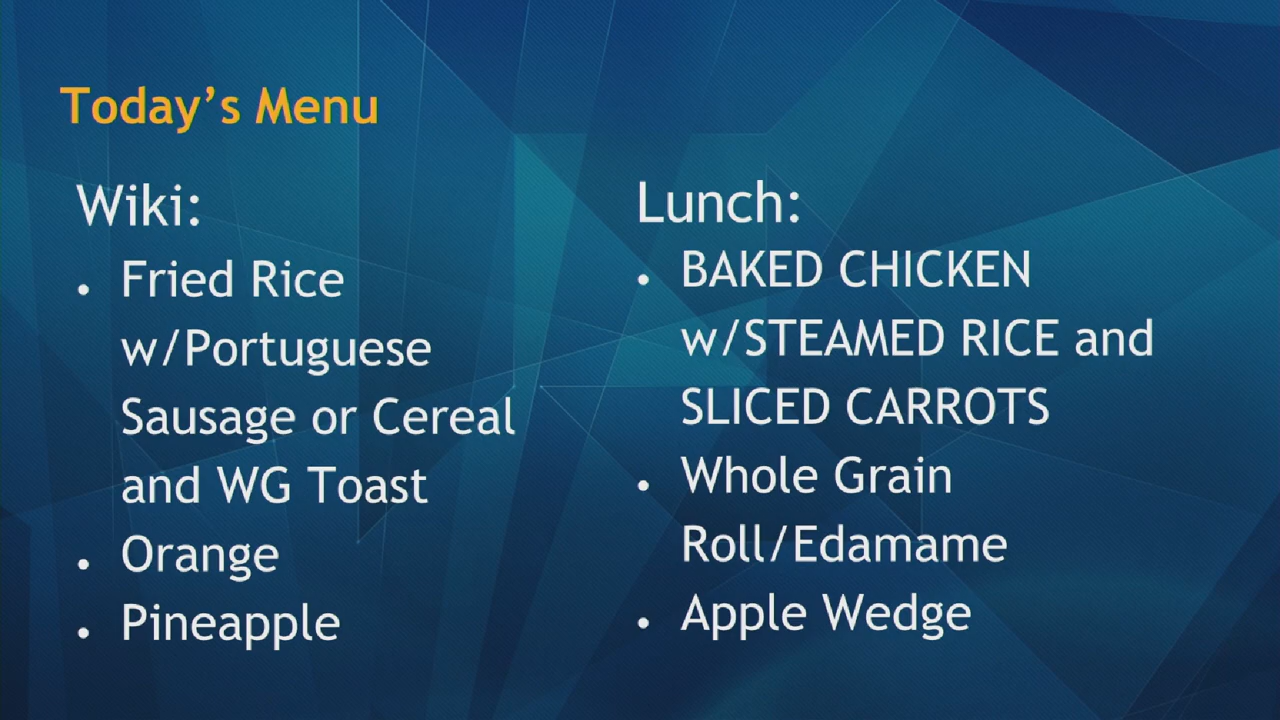 Today’s Menu
Wiki:
• Fried Rice
w/Portuguese
Sausage or Cereal
and WG Toast
• Orange
• Pineapple
Lunch:
• BAKED CHICKEN
w/STEAMED RICE and
SLICED CARROTS
• Whole Grain
Roll/Edamame
• Apple Wedge